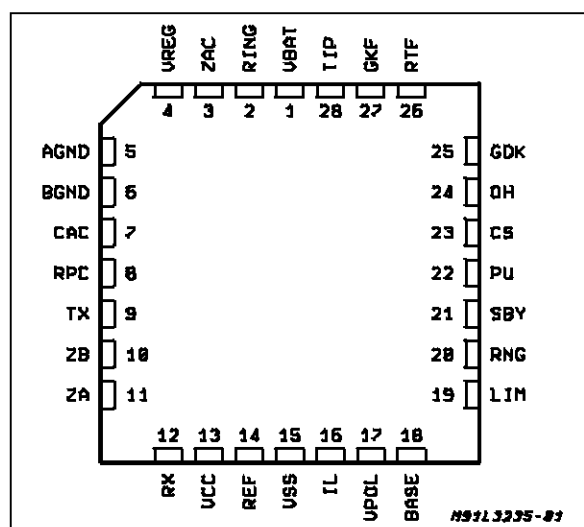 VREG ZAC RING VBAT TIP GKF RTF
4 3 2 1 28 27 26
AGND 5 25 GDK
BGND 6 24 OH
CAC 7 23 CS
RPC 8 22 PU
TX 9 21 SBY
ZB 10 20 RNG
ZA 11 19 LIM
12 13 14 15 16 17 18
RX VCC REF VSS IL VPOL BASE
M91L3235-01